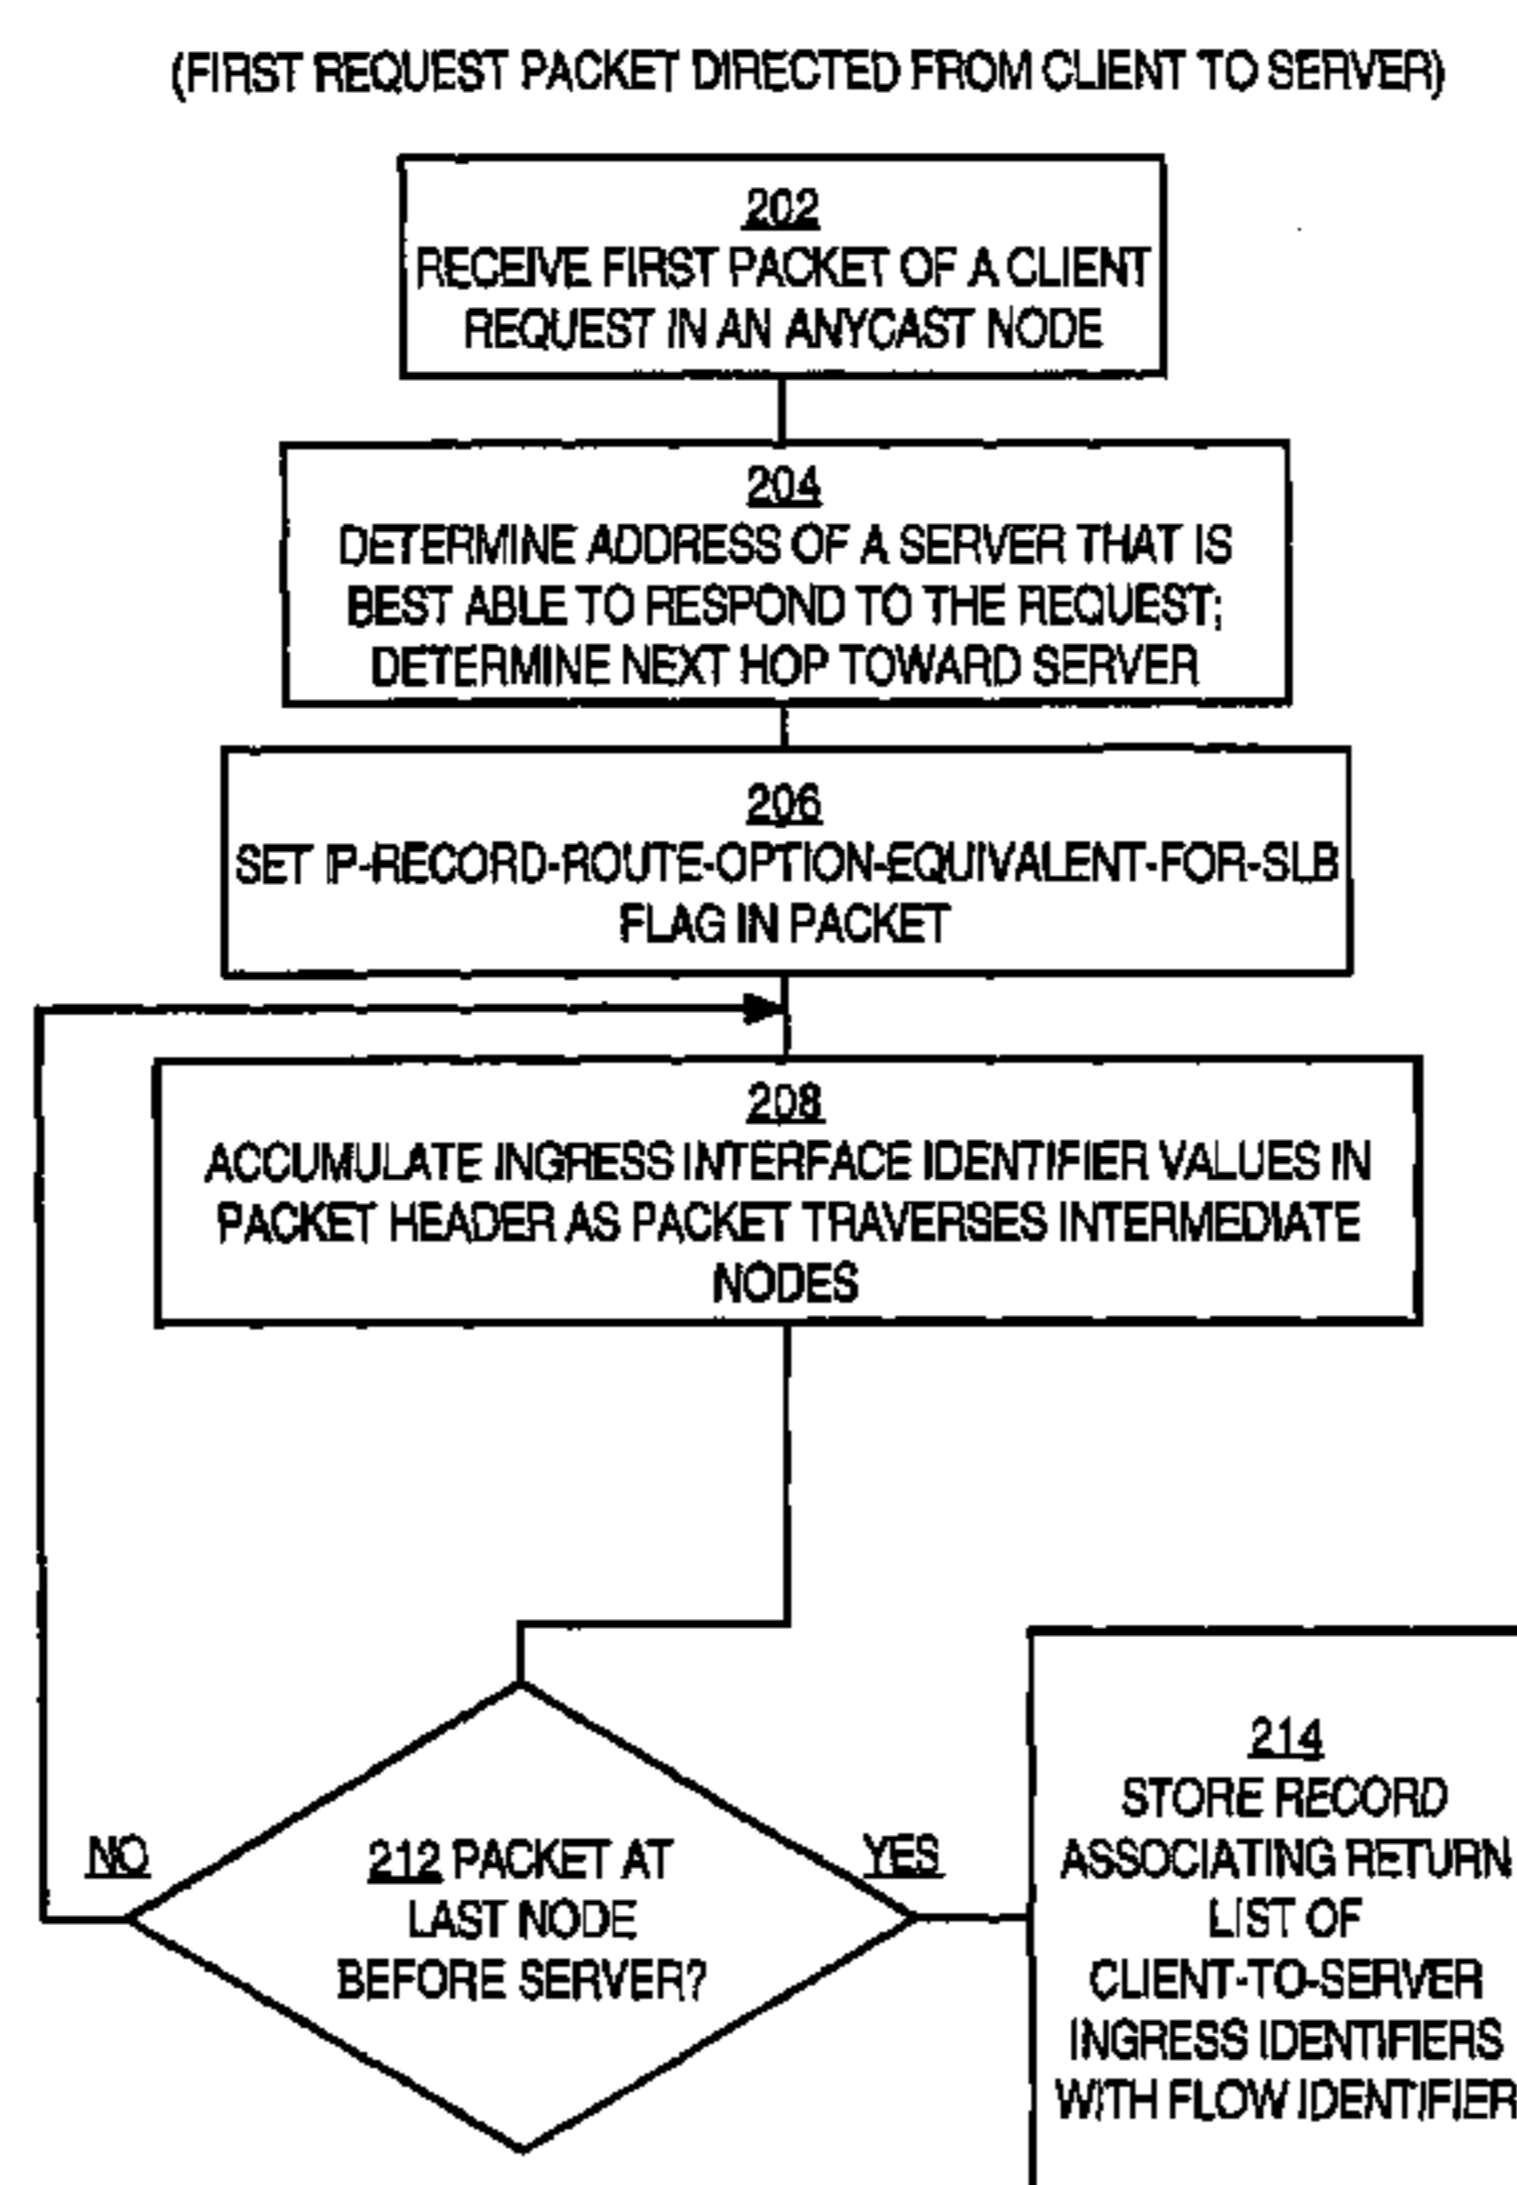 (FIRST REQUEST PACKET DIRECTED FROM CLIENT TO SERVER)
202
RECEIVE FIRST PACKET OF A CLIENT
REQUEST IN AN ANYCAST NODE
204
DETERMINE ADDRESS OF A SERVER THAT IS
BEST ABLE TO RESPOND TO THE REQUEST;
DETERMINE NEXT HOP TOWARD SERVER
206
SET IP-RECORD-ROUTE-OPTION-EQUIVALENT-FOR-SLB
FLAG IN PACKET
208
ACCUMULATE INGRESS INTERFACE IDENTIFIER VALUES IN
PACKET HEADER AS PACKET TRAVERSES INTERMEDIATE
NODES
NO
212 PACKET AT
LAST NODE
BEFORE SERVER?
YES
214
STORE RECORD
ASSOCIATING RETURN
LIST OF
CLIENT-TO-SERVER
INGRESS IDENTIFIERS
WITH FLOW IDENTIFIER